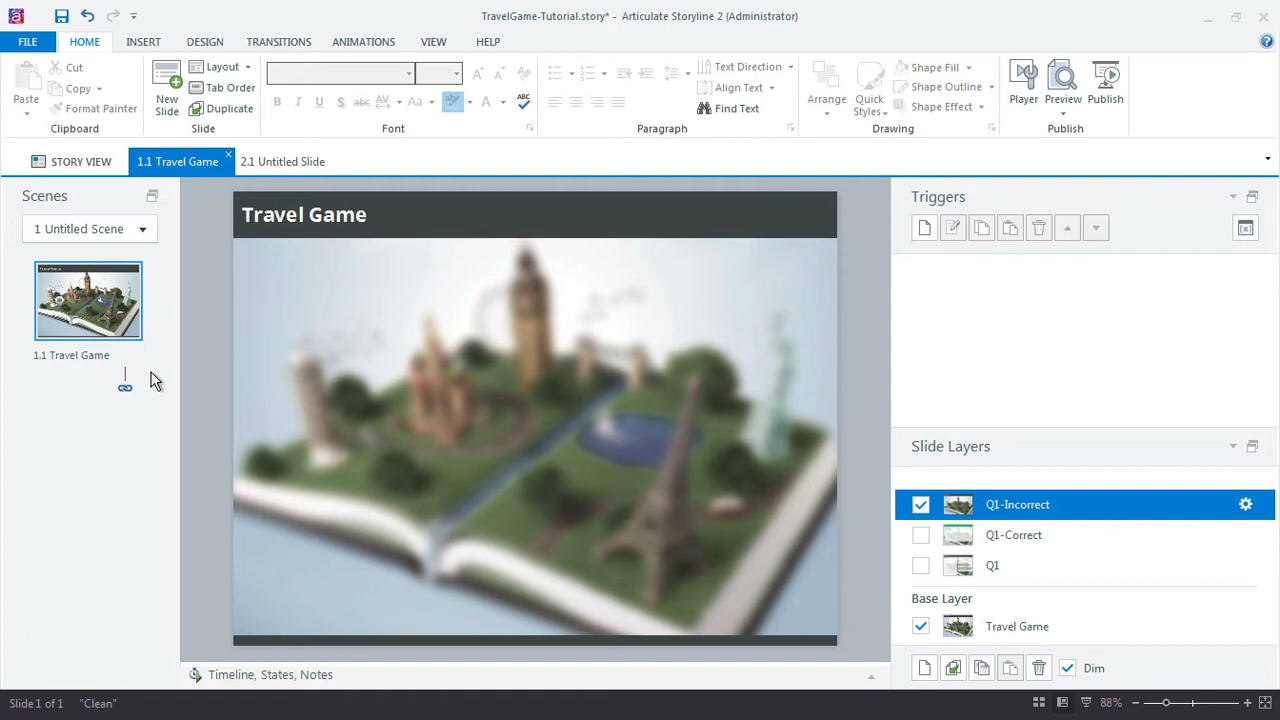 TravelGame-Tutorial.story* - Articulate Storyline 2 (Administrator)
FILE HOME INSERT DESIGN TRANSITIONS ANIMATIONS VIEW HELP
Paste
Cut
Copy
Format Painter
Clipboard
New Slide
Layout
Tab Order
Duplicate
Slide
B I U S abc AV Aa A ABC
Font
Paragraph
Text Direction
Align Text
Find Text
Arrange
Quick Styles
Shape Fill
Shape Outline
Shape Effect
Drawing
Player
Preview
Publish
Publish
STORY VIEW 1.1 Travel Game 2.1 Untitled Slide
Scenes
1 Untitled Scene
1.1 Travel Game
Travel Game
Timeline, States, Notes
Triggers
Slide Layers
Q1-Incorrect
Q1-Correct
Q1
Base Layer
Travel Game
Dim
Slide 1 of 1 "Clean" 88%